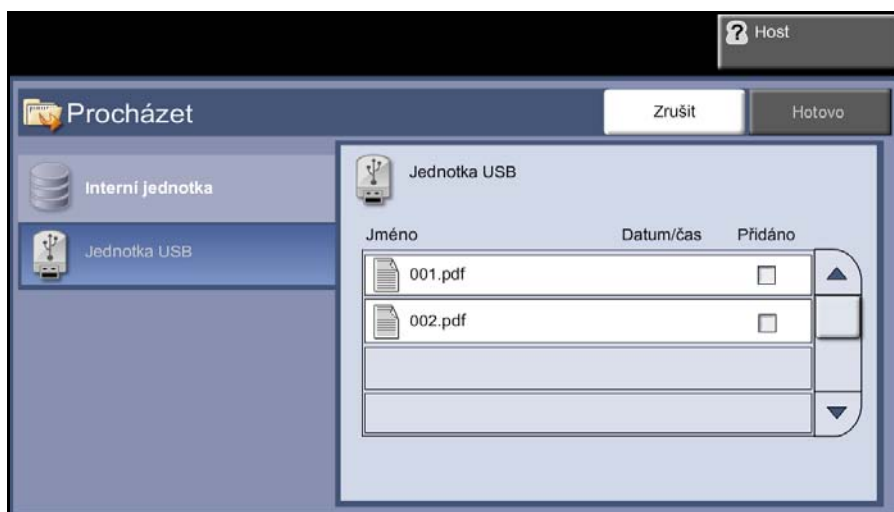 Host
Procházet
Zrušit
Hotovo
Interní jednotka
Jednotka USB
Jednotka USB
Jméno Datum/čas Přidáno
001.pdf
002.pdf